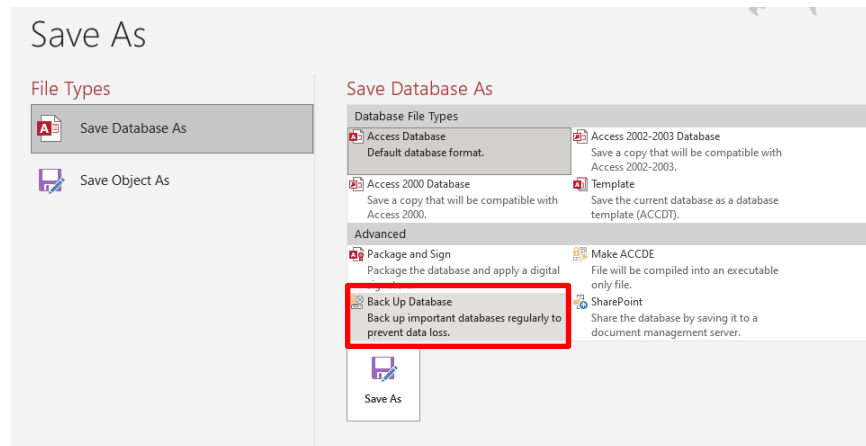 Save As
File Types
Save Database As
Save Object As
Save Database As
Database File Types
Access Database
Default database format.
Access 2002-2003 Database
Save a copy that will be compatible with
Access 2002-2003.
Access 2000 Database
Save a copy that will be compatible with
Access 2000.
Template
Save the current database as a database
template (ACCDT).
Advanced
Package and Sign
Package the database and apply a digital
Make ACCDE
File will be compiled into an executable
only file.
Back Up Database
Back up important databases regularly to
prevent data loss.
SharePoint
Share the database by saving it to a
document management server.
Save As